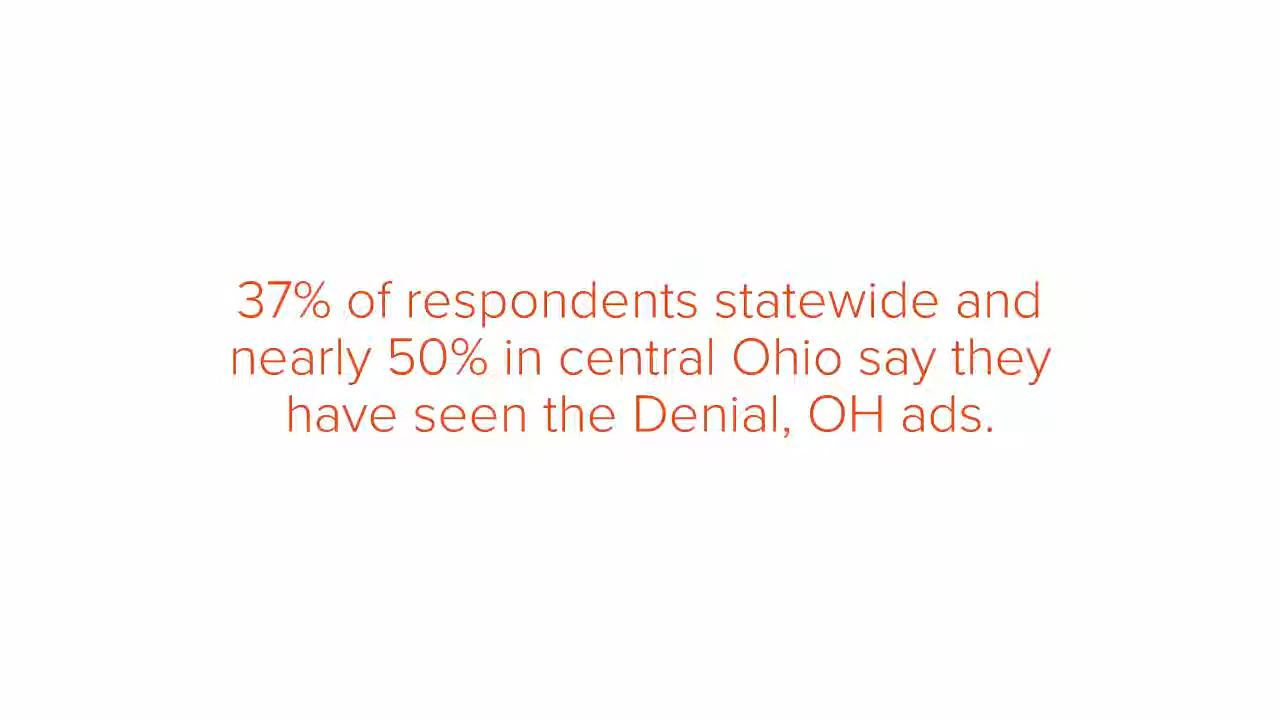 37% of respondents statewide and
nearly 50% in central Ohio say they
have seen the Denial, OH ads.